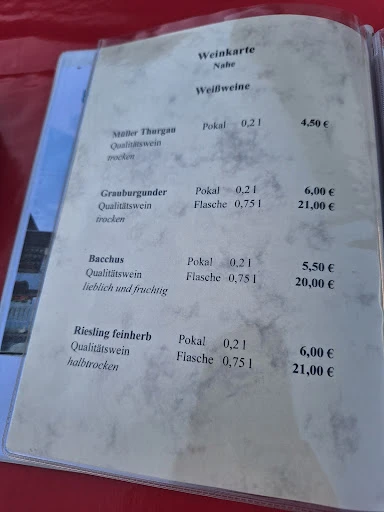 Weinkarte
Nahe
Weißweine
Müller Thurgau Pokal 0,2 l 4,50 €
Qualitätswein
trocken
Grauburgunder Pokal 0,2 l 6,00 €
Qualitätswein Flasche 0,75 l 21,00 €
trocken
Bacchus Pokal 0,2 l 5,50 €
Qualitätswein Flasche 0,75 l 20,00 €
lieblich und fruchtig
Riesling feinherb Pokal 0,2 l 6,00 €
Qualitätswein Flasche 0,75 l 21,00 €
halbtrocken